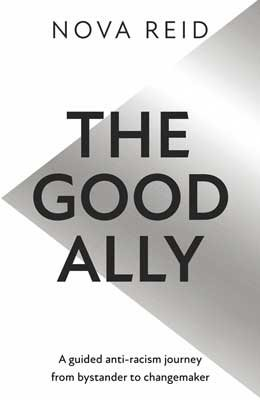 NOVA REID
THE
GOOD
ALLY
A guided anti-racism journey
from bystander to changemaker